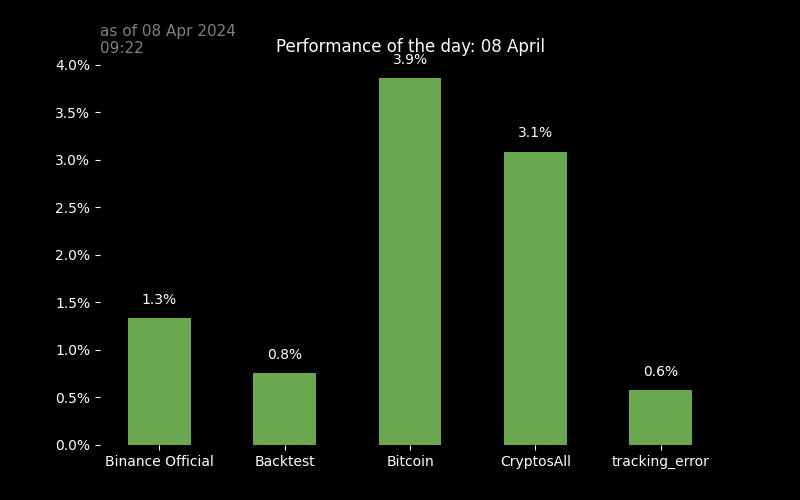 as of 08 Apr 2024
09:22
Performance of the day: 08 April
4.0%
3.5%
3.0%
2.5%
2.0%
1.5%
1.0%
0.5%
0.0%
1.3%
0.8%
3.9%
3.1%
0.6%
Binance Official
Backtest
Bitcoin
CryptosAll
tracking_error